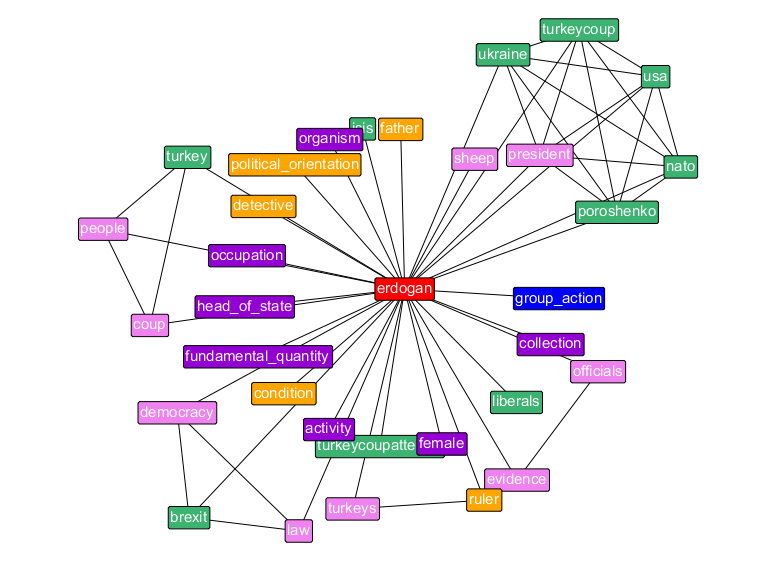 turkeycoup
ukraine
usa
isis
father
organism
turkey
political_orientation
sheep
president
nato
detective
poroshenko
people
occupation
erdogan
head_of_state
group_action
coup
collection
fundamental_quantity
officials
condition
liberals
democracy
activity
turkeycoupatte
female
evidence
ruler
turkeys
brexit
law